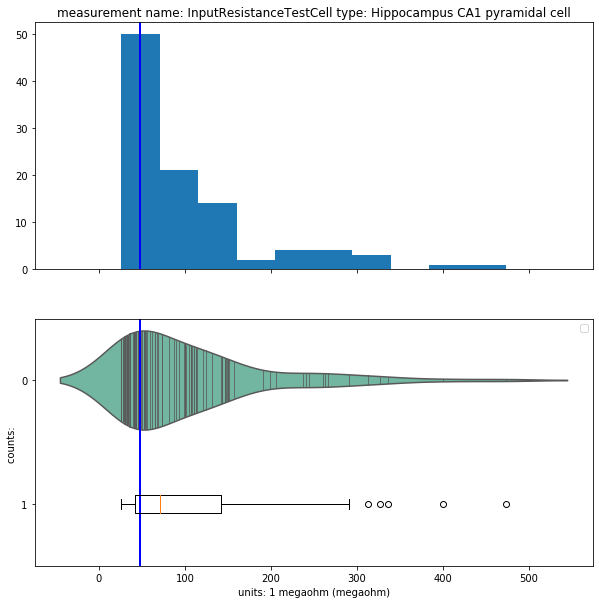 measurement name: InputResistanceTestCell type: Hippocampus CA1 pyramidal cell
50
40
30
20
10
0
0
counts:
1
0 100 200 300 400 500
units: 1 megaohm (megaohm)